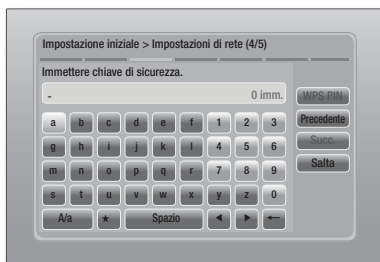 Impostazione iniziale > Impostazioni di rete (4/5)
Immettere chiave di sicurezza.
- 0 imm.
WPS PIN
a b c d e f 1 2 3
Precedente
g h i j k l 4 5 6
Succ.
m n o p q r 7 8 9
Salta
s t u v w x y z 0
A/a ★ Spazio ◄ ► ←